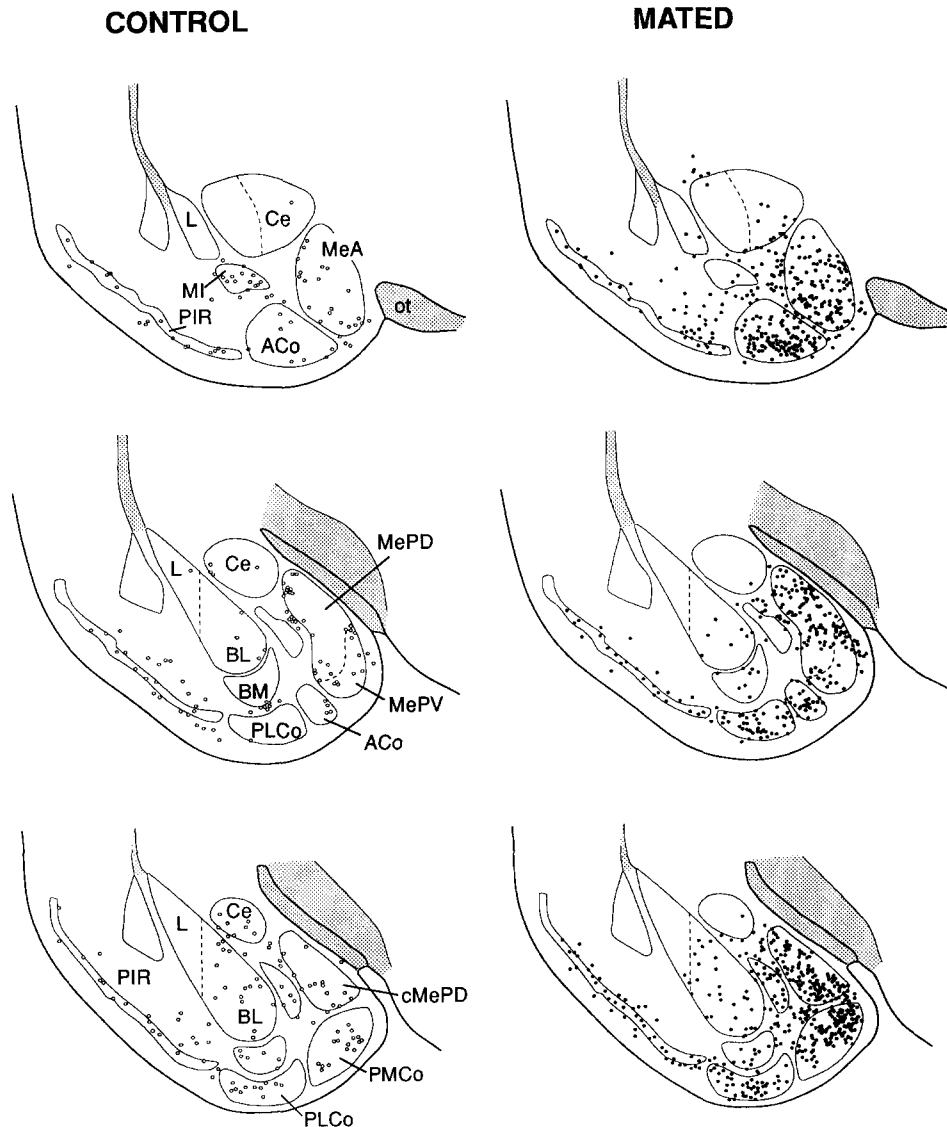 CONTROL
MATED
L
Ce
MeA
MI
PIR
ot
ACo
MePD
L
Ce
BL
BM
MePV
PLCo
ACo
L
Ce
PIR
cMePD
BL
PMCo
PLCo